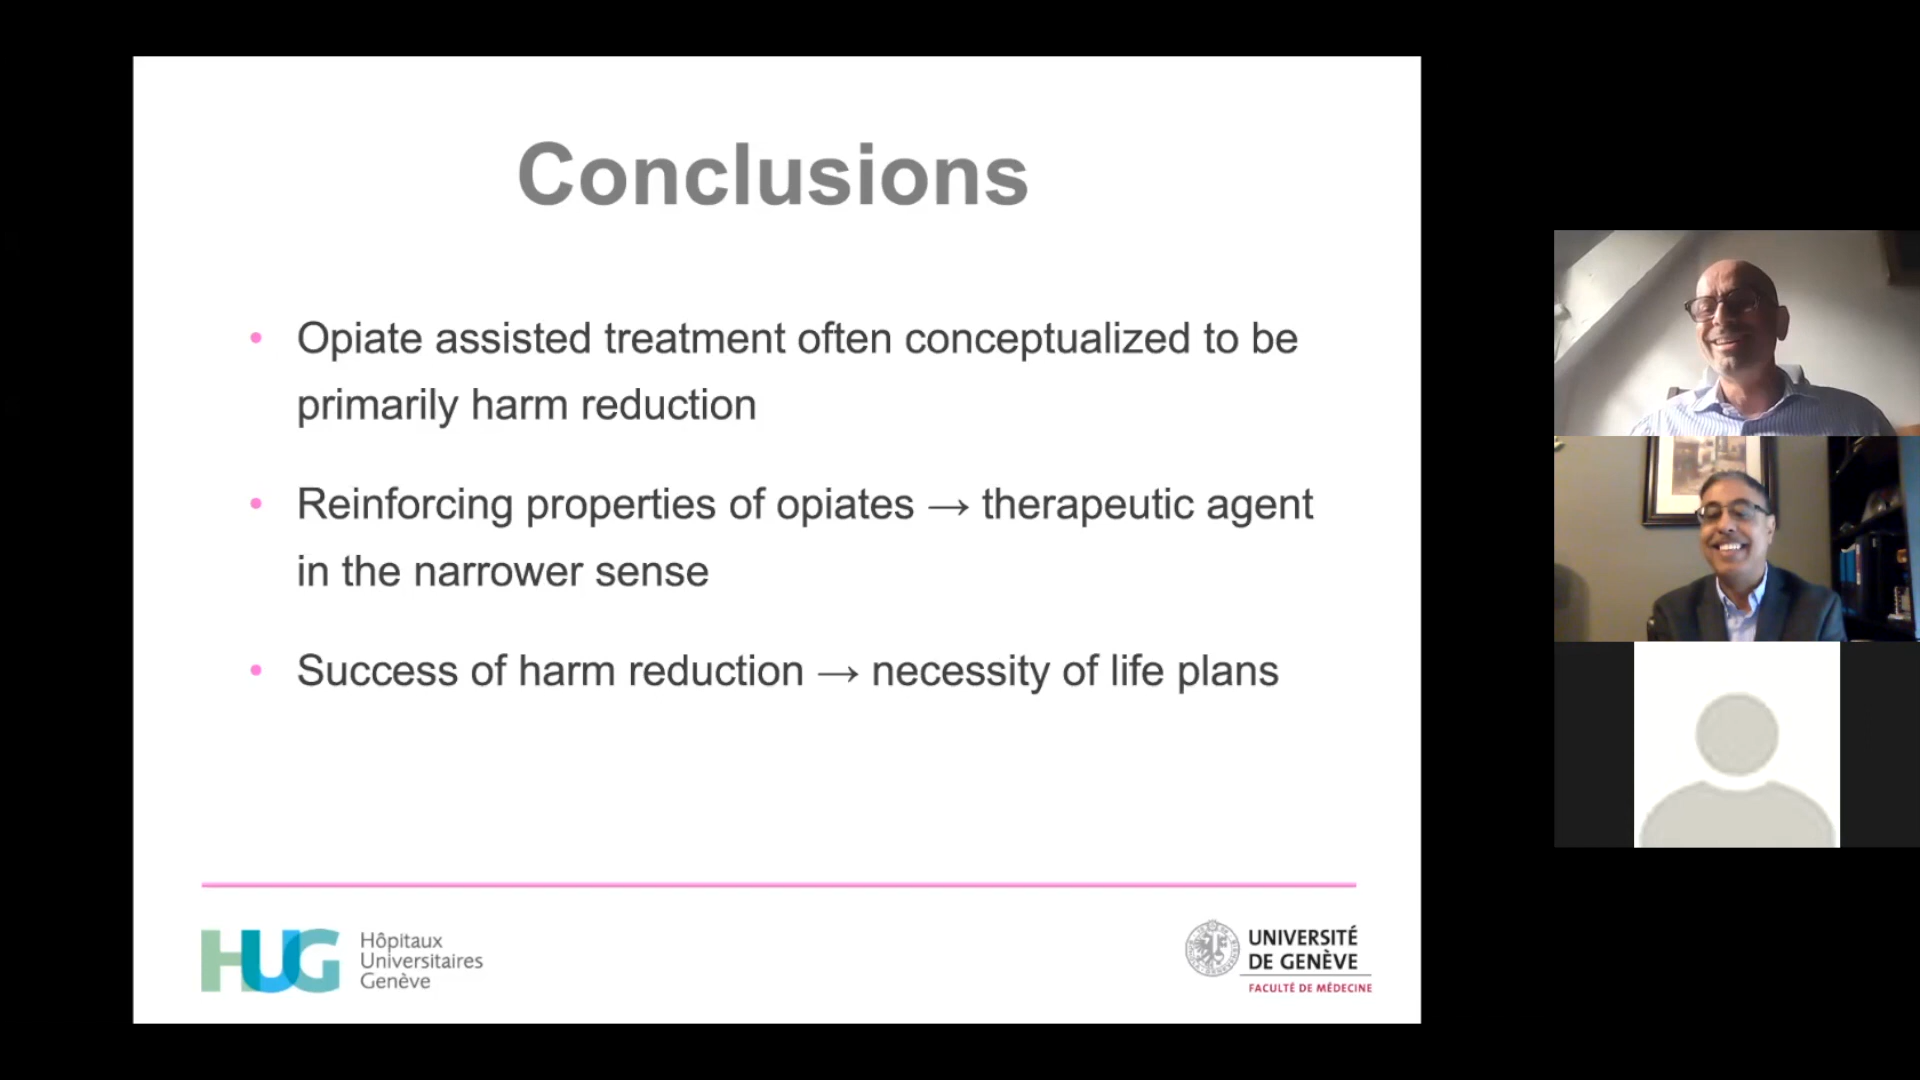 Conclusions
• Opiate assisted treatment often conceptualized to be
primarily harm reduction
• Reinforcing properties of opiates → therapeutic agent
in the narrower sense
• Success of harm reduction → necessity of life plans
HUG
Hôpitaux
Universitaires
Genève
UNIVERSITÉ
DE GENÈVE
FACULTÉ DE MÉDECINE